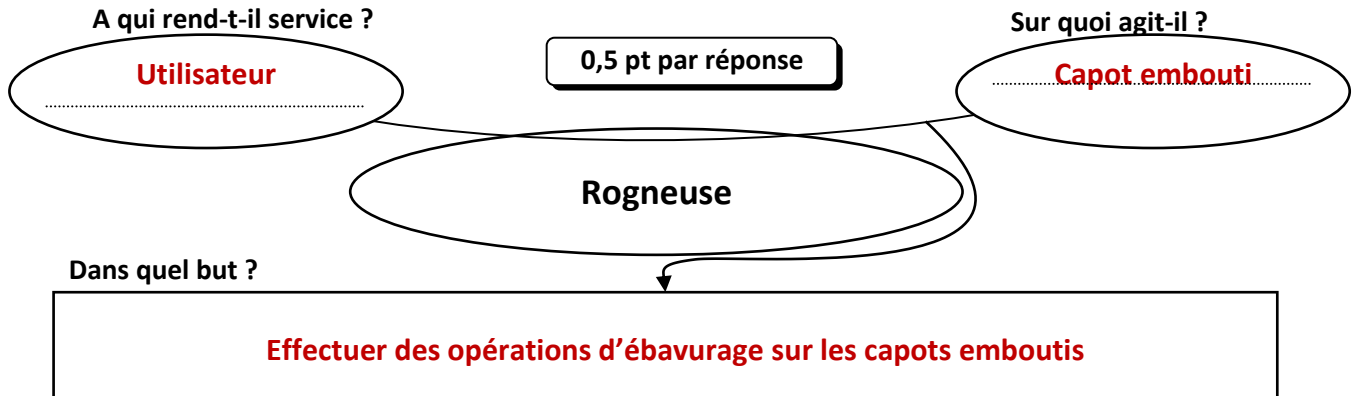 A qui rend-t-il service ?
Sur quoi agit-il ?
Utilisateur
0,5 pt par réponse
Capot embouti
Rogneuse
Dans quel but ?
Effectuer des opérations d’ébavurage sur les capots emboutis